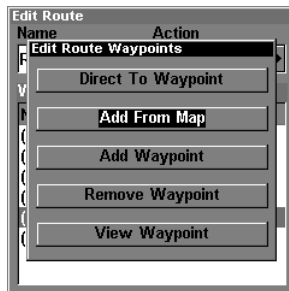 Edit Route
Name Action
Edit Route Waypoints
Direct To Waypoint
Add From Map
Add Waypoint
Remove Waypoint
View Waypoint